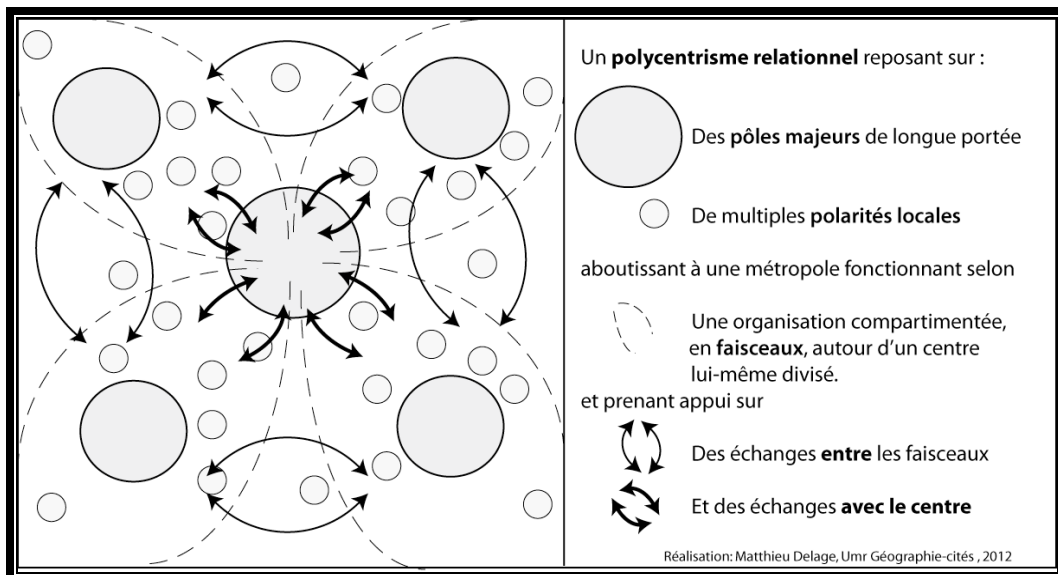 Un polycentrisme relationnel reposant sur :
Des pôles majeurs de longue portée
De multiples polarités locales
aboutissant à une métropole fonctionnant selon
Une organisation compartimentée,
en faisceaux, autour d'un centre
lui-même divisé.
et prenant appui sur
Des échanges entre les faisceaux
Et des échanges avec le centre
Réalisation: Matthieu Delage, Umr Géographie-cités , 2012